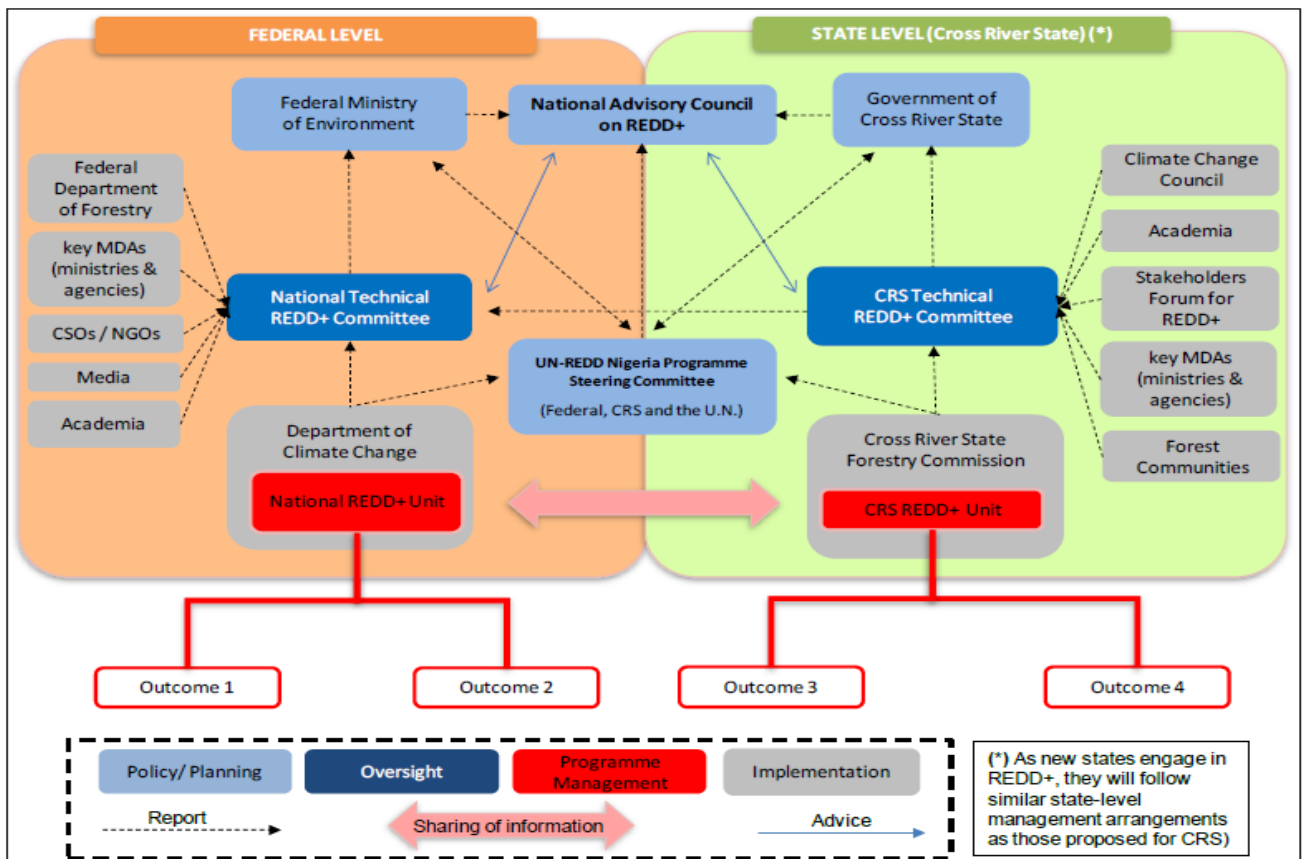 FEDERAL LEVEL
STATE LEVEL (Cross River State) (*)
Federal Ministry
of Environment
National Advisory Council
on REDD+
Government of
Cross River State
Federal
Department
of Forestry
key MDAs
(ministries &
agencies)
CSOs / NGOs
Media
Academia
National Technical
REDD+ Committee
CRS Technical
REDD+ Committee
Climate Change
Council
Academia
Stakeholders
Forum for
REDD+
key MDAs
(ministries &
agencies)
Forest
Communities
UN-REDD Nigeria Programme
Steering Committee
(Federal, CRS and the U.N.)
Department of
Climate Change
National REDD+ Unit
Cross River State
Forestry Commission
CRS REDD+ Unit
Outcome 1
Outcome 2
Outcome 3
Outcome 4
Policy/ Planning
Oversight
Programme
Management
Implementation
Report
Sharing of information
Advice
(*) As new states engage in
REDD+, they will follow
similar state-level
management arrangements
as those proposed for CRS)